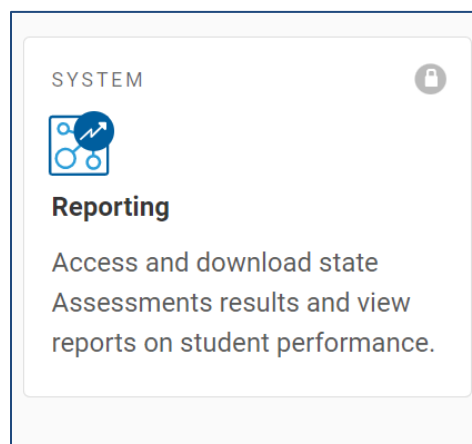 SYSTEM
Reporting
Access and download state
Assessments results and view
reports on student performance.